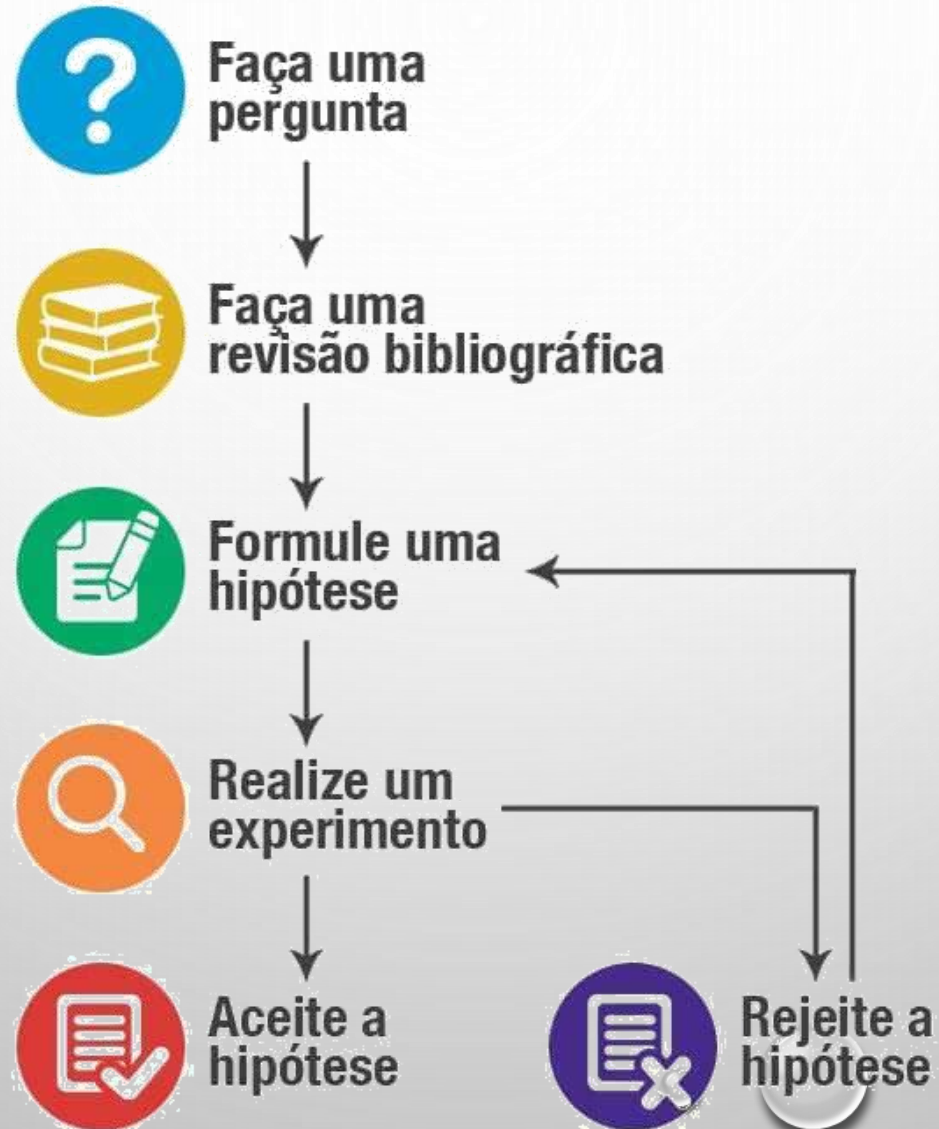 Faça uma
pergunta
Faça uma
revisão bibliográfica
Formule uma
hipótese
Realize um
experimento
Aceite a
hipótese
Rejeite a
hipótese